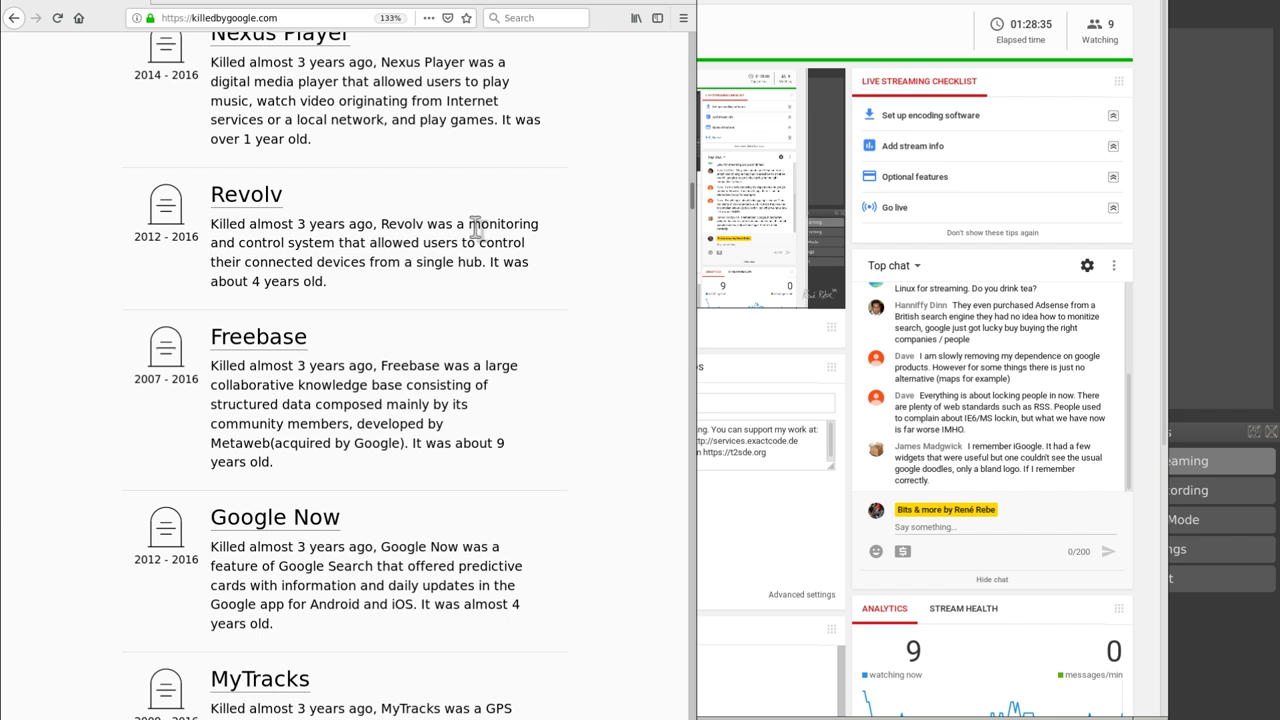 https://killedbygoogle.com
133%
Search
Nexus Player
2014 - 2016
Killed almost 3 years ago, Nexus Player was a
digital media player that allowed users to play
music, watch video originating from Internet
services or a local network, and play games. It was
over 1 year old.
Revolv
2012 - 2016
Killed almost 3 years ago, Revolv was a monitoring
and control system that allowed users to control
their connected devices from a single hub. It was
about 4 years old.
Freebase
2007 - 2016
Killed almost 3 years ago, Freebase was a large
collaborative knowledge base consisting of
structured data composed mainly by its
community members, developed by
Metaweb(acquired by Google). It was about 9
years old.
Google Now
2012 - 2016
Killed almost 3 years ago, Google Now was a
feature of Google Search that offered predictive
cards with information and daily updates in the
Google app for Android and iOS. It was almost 4
years old.
MyTracks
Killed almost 3 years ago, MyTracks was a GPS
01:28:35
Elapsed time
9
Watching
LIVE STREAMING CHECKLIST
Set up encoding software
Add stream info
Optional features
Go live
Don't show these tips again
Top chat
Linux for streaming. Do you drink tea?
Hanniffy Dinn They even purchased Adsense from a
British search engine they had no idea how to monitize
search, google just got lucky buy buying the right
companies / people
Dave I am slowly removing my dependence on google
products. However for some things there is just no
alternative (maps for example)
Dave Everything is about locking people in now. There
are plenty of web standards such as RSS. People used
to complain about IE6/MS lockin, but what we have now
is far worse IMHO.
James Madgwick I remember iGoogle. It had a few
widgets that were useful but one couldn't see the usual
google doodles, only a bland logo. If I remember
correctly.
Bits & more by René Rebe
Say something...
0/200
Hide chat
ANALYTICS
STREAM HEALTH
9
watching now
0
messages/min
ng. You can support my work at:
ttp://services.exactcode.de
n https://t2sde.org
Advanced settings
eaming
cording
Mode
ngs
t
René Rebe